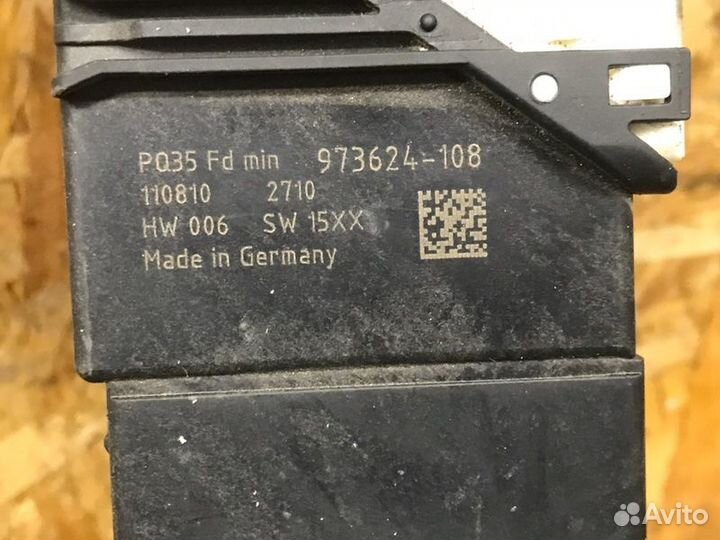 PQ35 Fd min 973624-108
110810 2710
HW 006 SW 15XX
Made in Germany
Avito